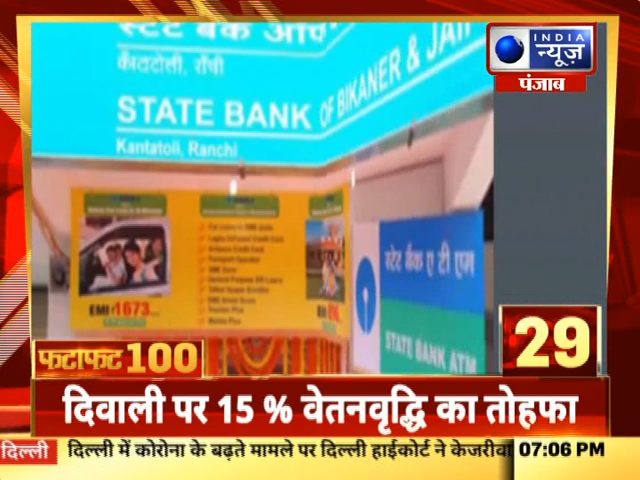 स्टेट बैंक ऑफ
कांटाटोली, राँची
STATE BANK OF BIKANER & JAI
Kantatoli, Ranchi
INDIA
न्यूज़
पंजाब
EMI ₹1673
स्टेट बैंक ए टी एम
STATE BANK ATM
फटाफट 100
29
दिवाली पर 15 % वेतनवृद्धि का तोहफा
दिल्ली
दिल्ली में कोरोना के बढ़ते मामले पर दिल्ली हाईकोर्ट ने केजरीवा
07:06 PM